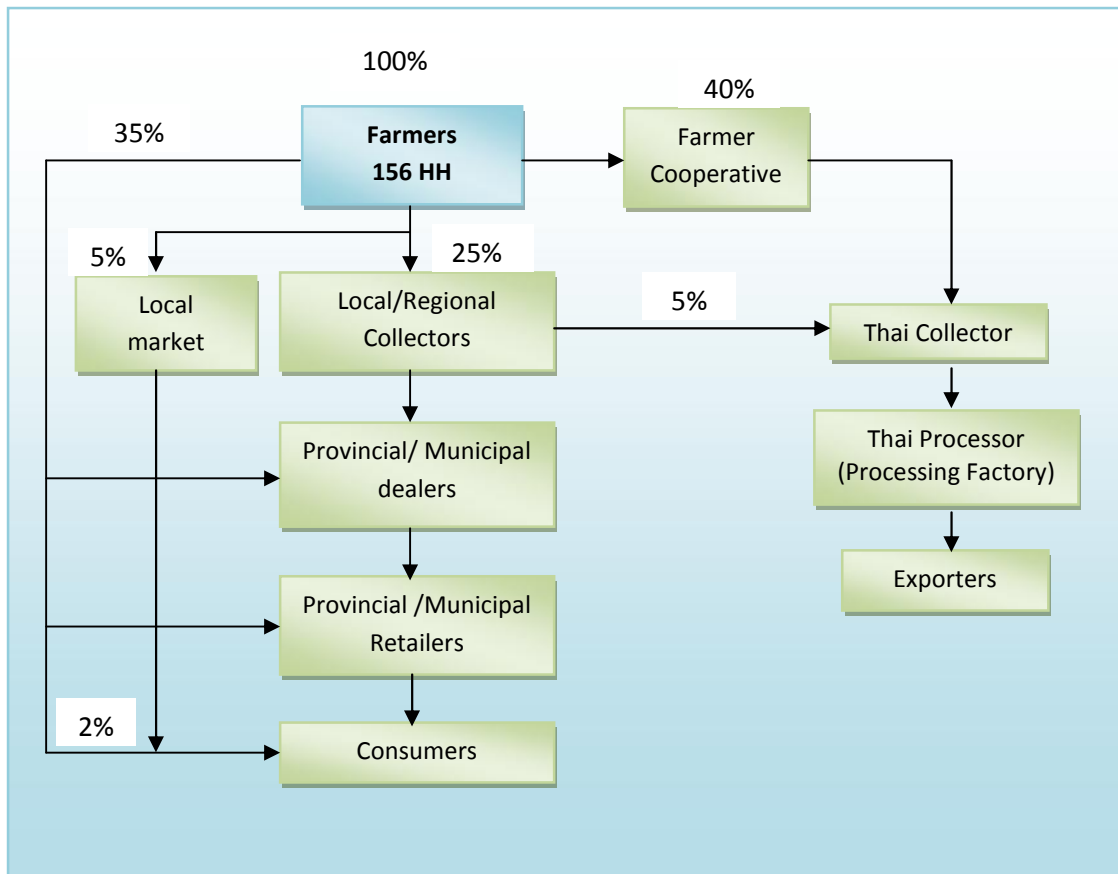 100%
40%
35%
Farmers
156 HH
Farmer
Cooperative
5%
25%
Local
market
Local/Regional
Collectors
5%
Thai Collector
Provincial/ Municipal
dealers
Thai Processor
(Processing Factory)
Exporters
Provincial /Municipal
Retailers
2%
Consumers